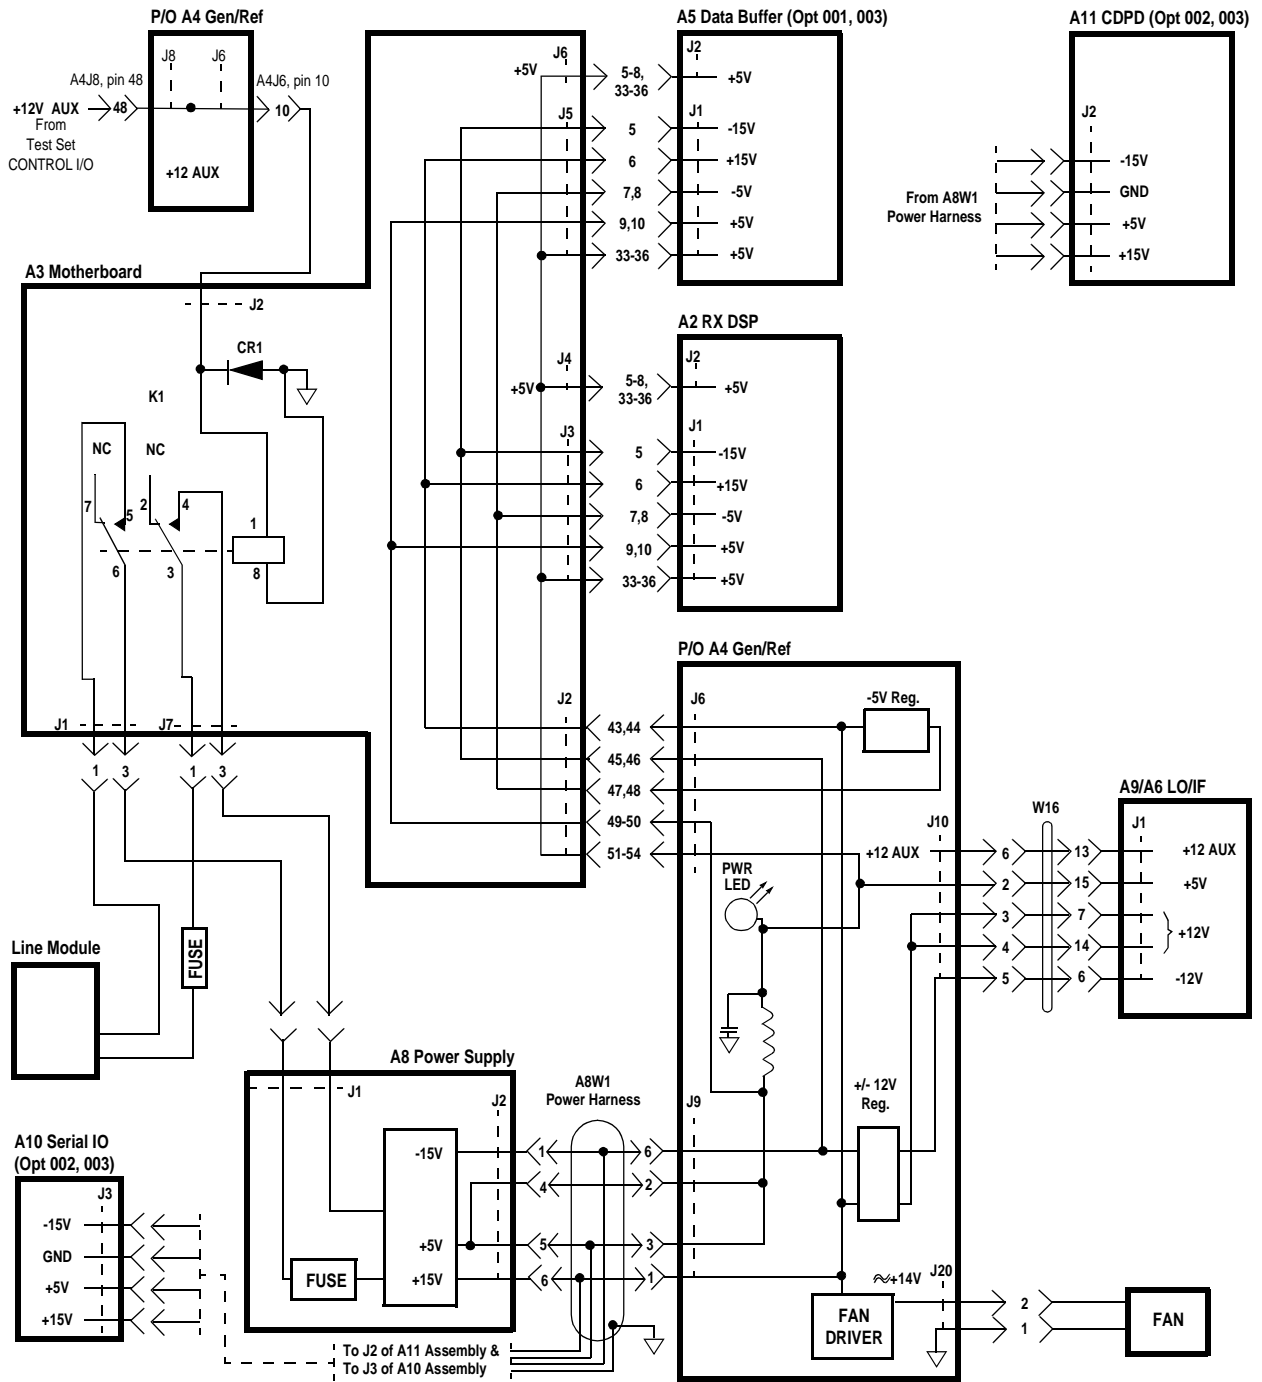 P/O A4 Gen/Ref
J8
J6
A4J8, pin 48
A4J6, pin 10
+12V AUX
48
10
From
Test Set
CONTROL I/O
+12 AUX
A5 Data Buffer (Opt 001, 003)
J6
J2
+5V
5-8,
33-36
+5V
J5
J1
5
-15V
6
+15V
7,8
-5V
9,10
+5V
33-36
+5V
A11 CDPD (Opt 002, 003)
J2
-15V
GND
+5V
+15V
From A8W1
Power Harness
A3 Motherboard
J2
CR1
K1
NC
NC
7
5
2
4
1
6
3
8
A2 RX DSP
J4
J2
+5V
5-8,
33-36
+5V
J3
J1
5
-15V
6
+15V
7,8
-5V
9,10
+5V
33-36
+5V
P/O A4 Gen/Ref
J2
J6
-5V Reg.
43,44
45,46
47,48
49-50
51-54
J1
J7
1
3
1
3
PWR
LED
+12 AUX
J10
W16
A9/A6 LO/IF
J1
6
13
+12 AUX
2
15
+5V
3
7
+12V
4
14
5
6
-12V
Line Module
FUSE
A8 Power Supply
J1
J2
A8W1
Power Harness
J9
+/- 12V
Reg.
-15V
1
6
4
2
+5V
5
3
+15V
6
1
FUSE
A10 Serial IO
(Opt 002, 003)
J3
-15V
GND
+5V
+15V
+14V
J20
FAN
DRIVER
2
1
FAN
To J2 of A11 Assembly &
To J3 of A10 Assembly